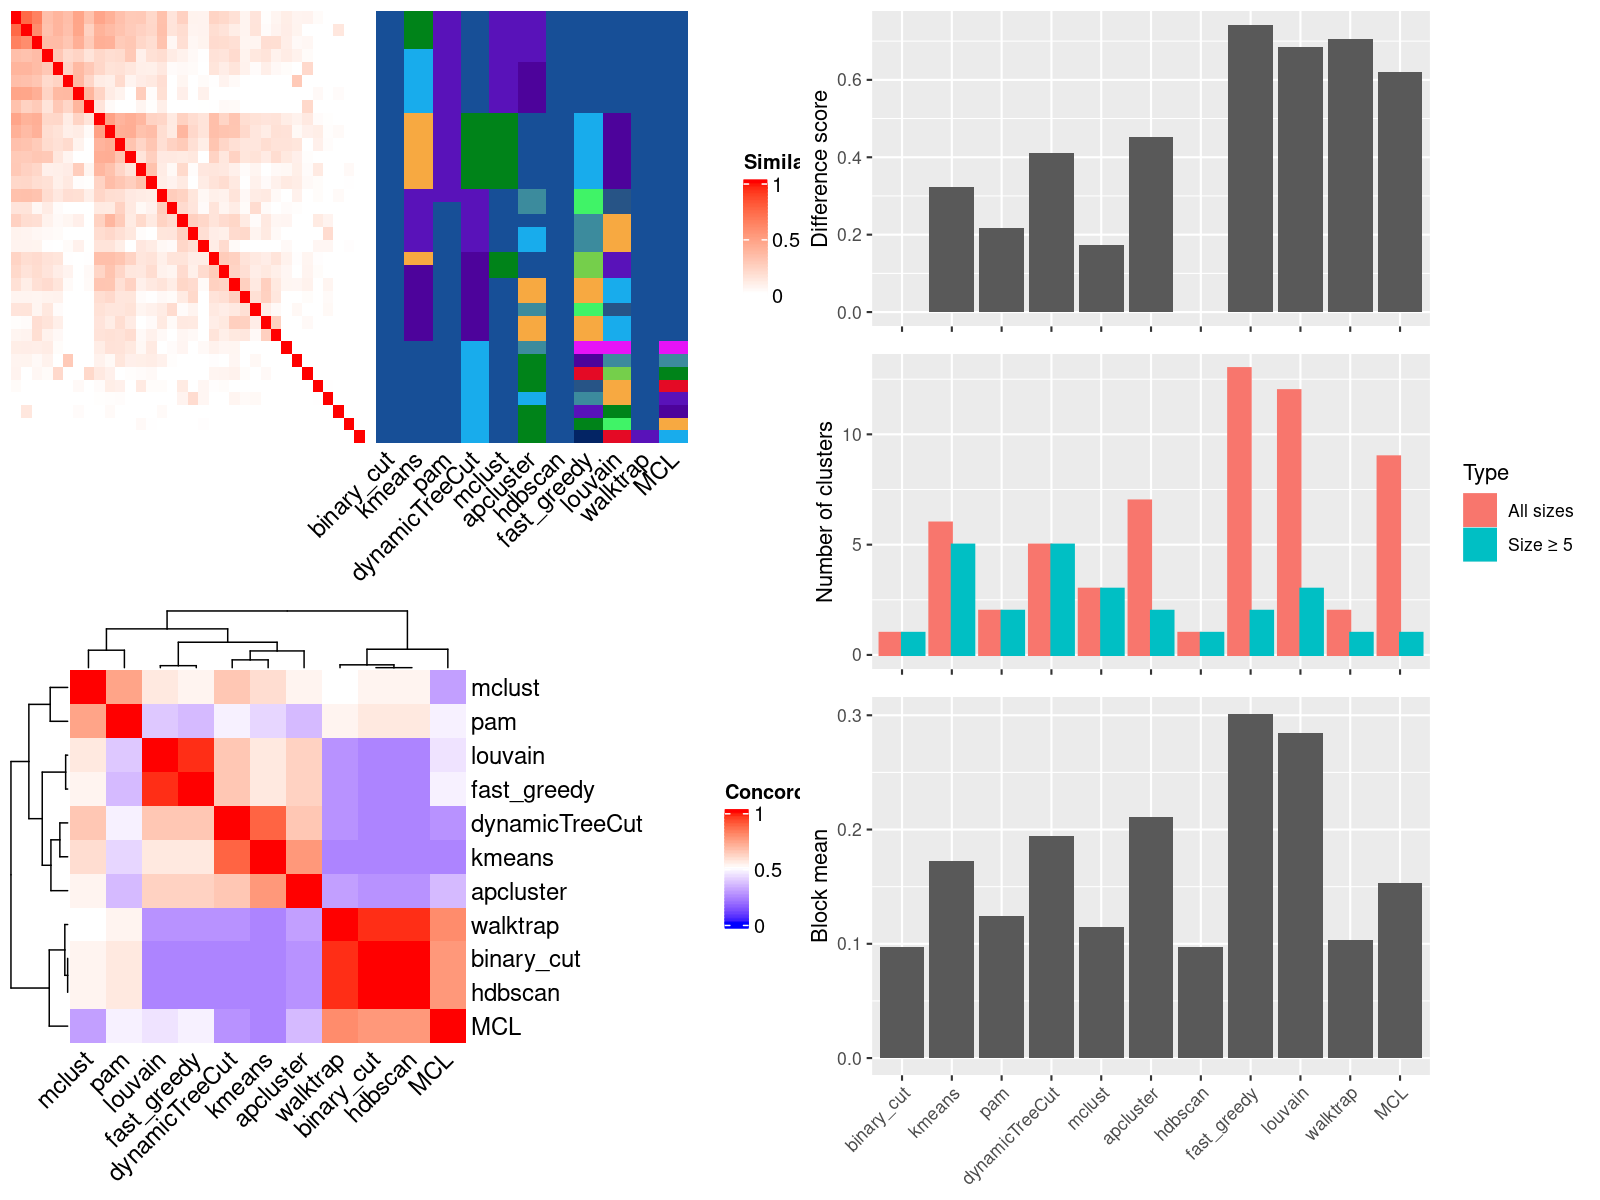 Simila
1
0.5
0
binary_cut
kmeans
pam
dynamicTreeCut
mclust
apcluster
hdbscan
fast_greedy
louvain
walktrap
MCL
mclust
pam
louvain
fast_greedy
dynamicTreeCut
kmeans
apcluster
walktrap
binary_cut
hdbscan
MCL
mclust
pam
louvain
fast_greedy
dynamicTreeCut
kmeans
apcluster
walktrap
binary_cut
hdbscan
MCL
Concord
1
0.5
0
Difference score
0.6
0.4
0.2
0.0
Number of clusters
10
5
0
Type
All sizes
Size ≥ 5
Block mean
0.3
0.2
0.1
0.0
binary_cut
kmeans
pam
dynamicTreeCut
mclust
apcluster
hdbscan
fast_greedy
louvain
walktrap
MCL